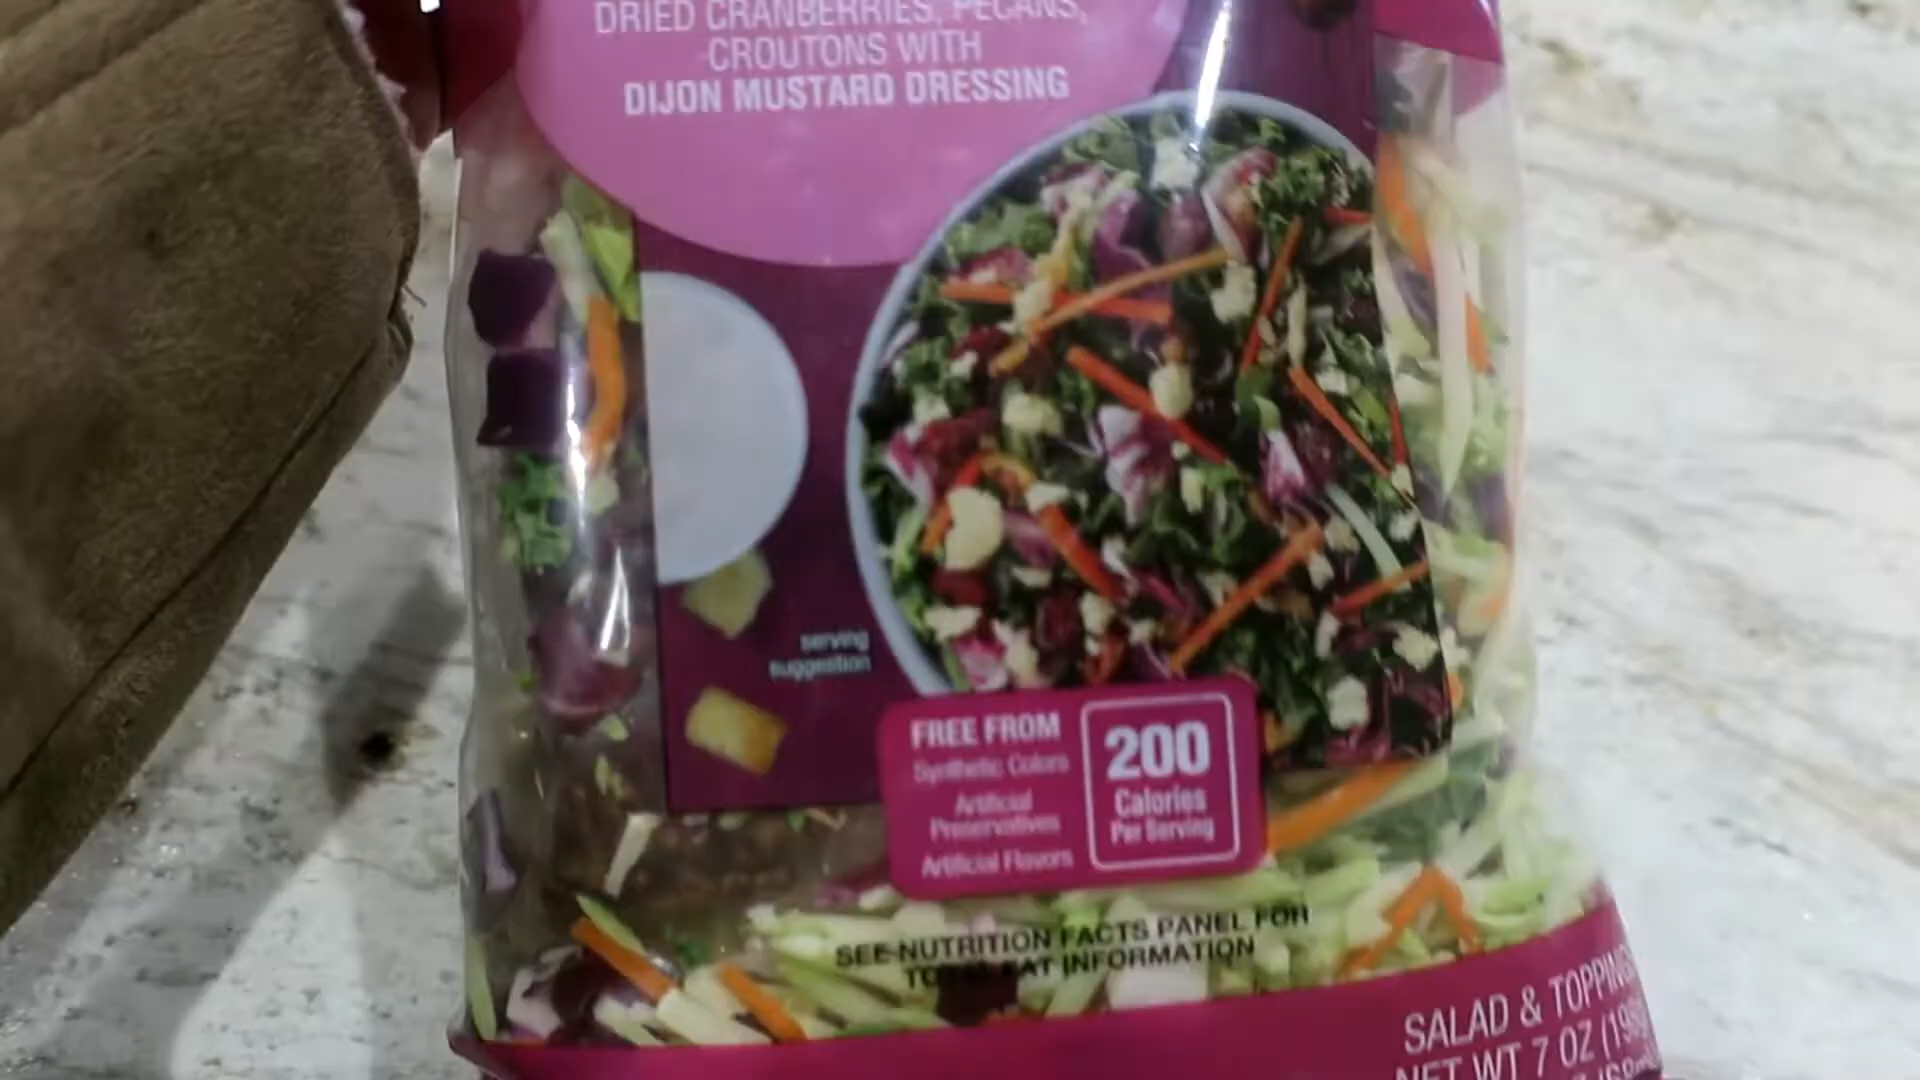 DRIED CRANBERRIES, PECANS,
CROUTONS WITH
DIJON MUSTARD DRESSING
serving
suggestion
FREE FROM
Synthetic Colors
Artificial
Preservatives
Artificial Flavors
200
Calories
Per Serving
SEE NUTRITION FACTS PANEL FOR
FAT INFORMATION
SALAD & TOPPINGS
NET WT 7 OZ